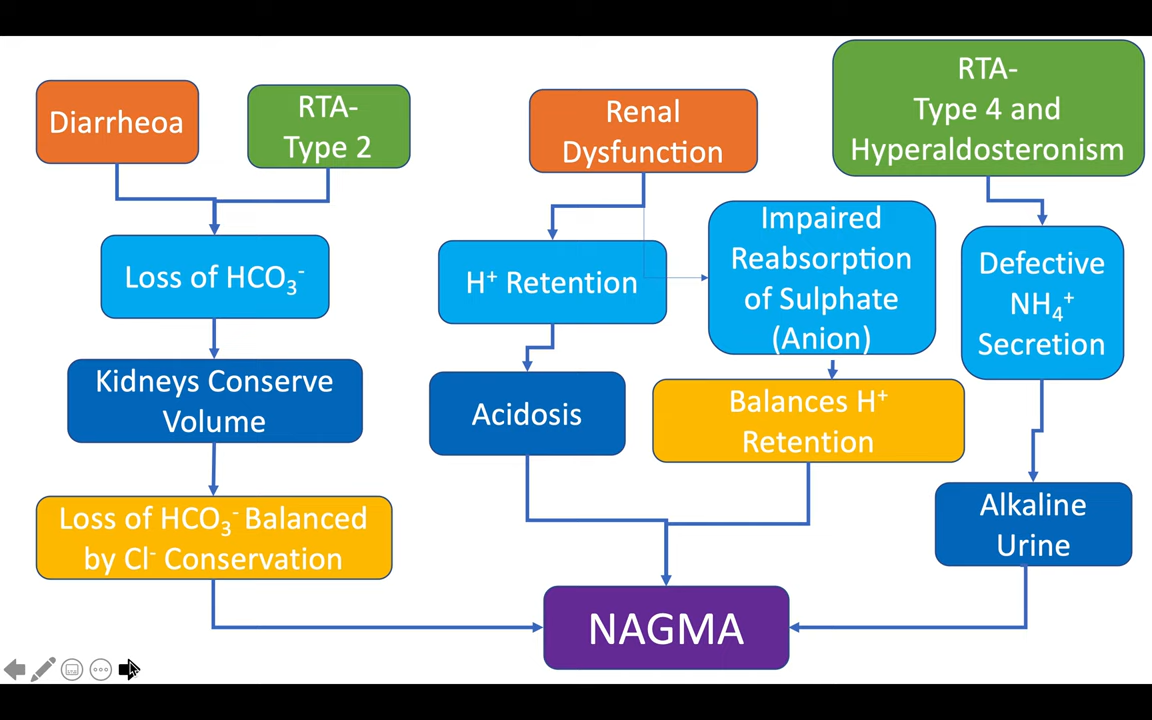 Diarrheoa
RTA-
Type 2
Renal
Dysfunction
RTA-
Type 4 and
Hyperaldosteronism
Loss of HCO₃⁻
H⁺ Retention
Impaired
Reabsorption
of Sulphate
(Anion)
Defective
NH₄⁺
Secretion
Kidneys Conserve
Volume
Acidosis
Balances H⁺
Retention
Loss of HCO₃⁻ Balanced
by Cl⁻ Conservation
Alkaline
Urine
NAGMA